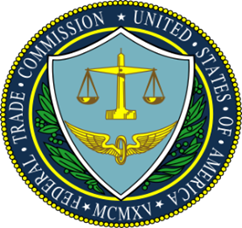 FEDERAL TRADE COMMISSION ★ UNITED STATES OF AMERICA
MCMXV